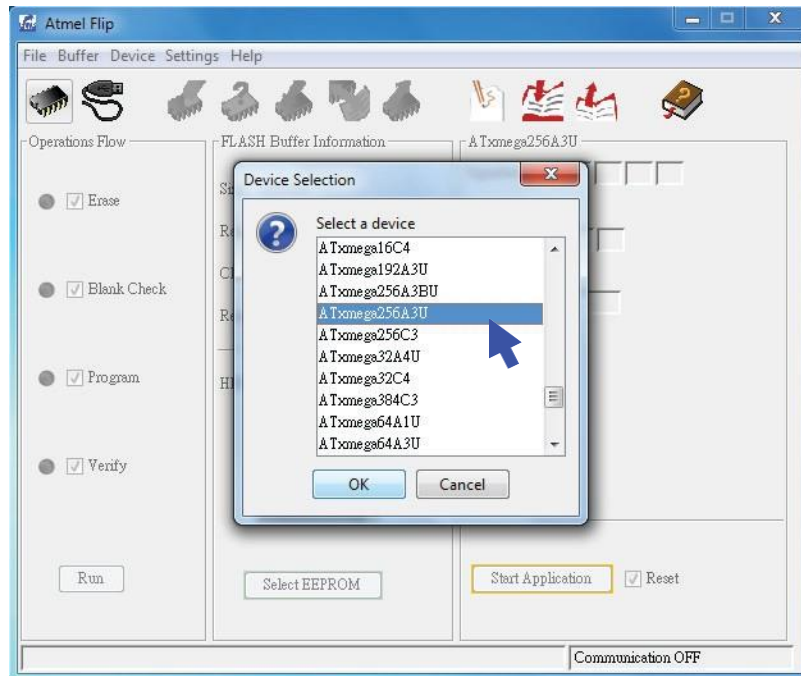 Atmel Flip
File Buffer Device Settings Help
Operations Flow
FLASH Buffer Information
ATxmega256A3U
Erase
Blank Check
Program
Verify
Run
Device Selection
Select a device
ATxmega16C4
ATxmega192A3U
ATxmega256A3BU
ATxmega256A3U
ATxmega256C3
ATxmega32A4U
ATxmega32C4
ATxmega384C3
ATxmega64A1U
ATxmega64A3U
OK Cancel
Select EEPROM
Start Application
Reset
Communication OFF